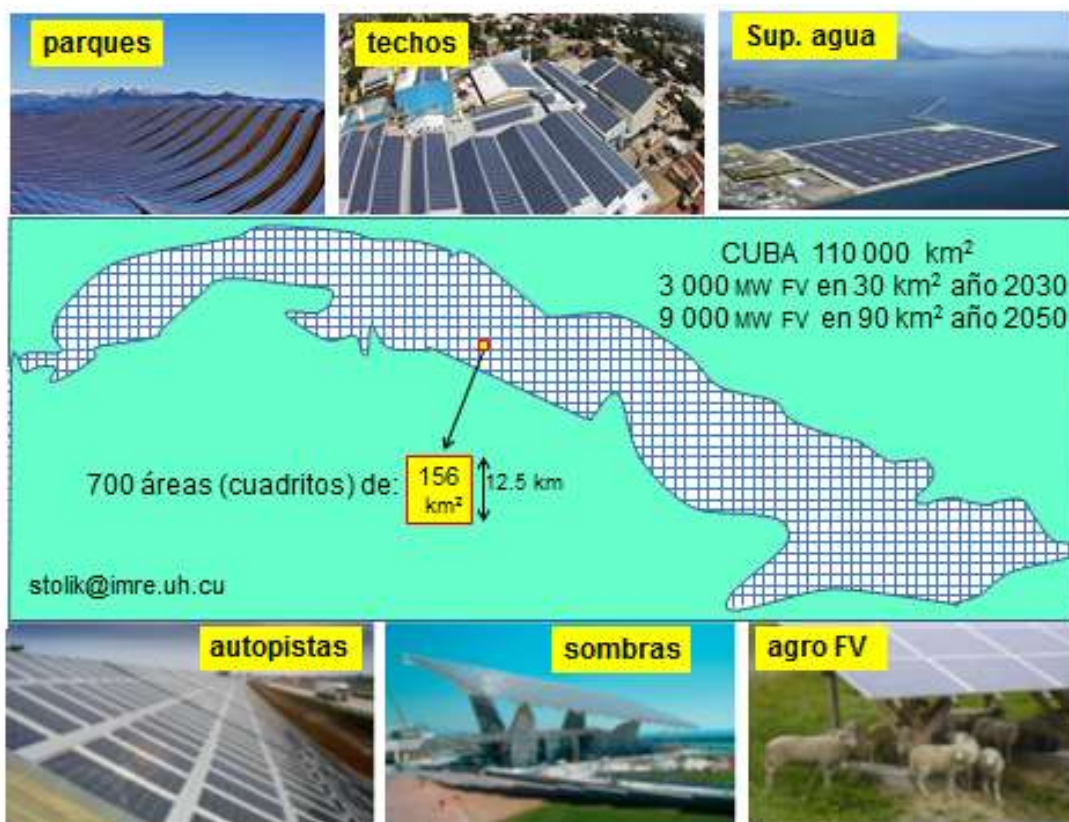 parques
techos
Sup. agua
CUBA 110 000 km²
3 000 MW FV en 30 km² año 2030
9 000 MW FV en 90 km² año 2050
700 áreas (cuadritos) de:
156
km²
12.5 km
stolik@imre.uh.cu
autopistas
sombras
agro FV